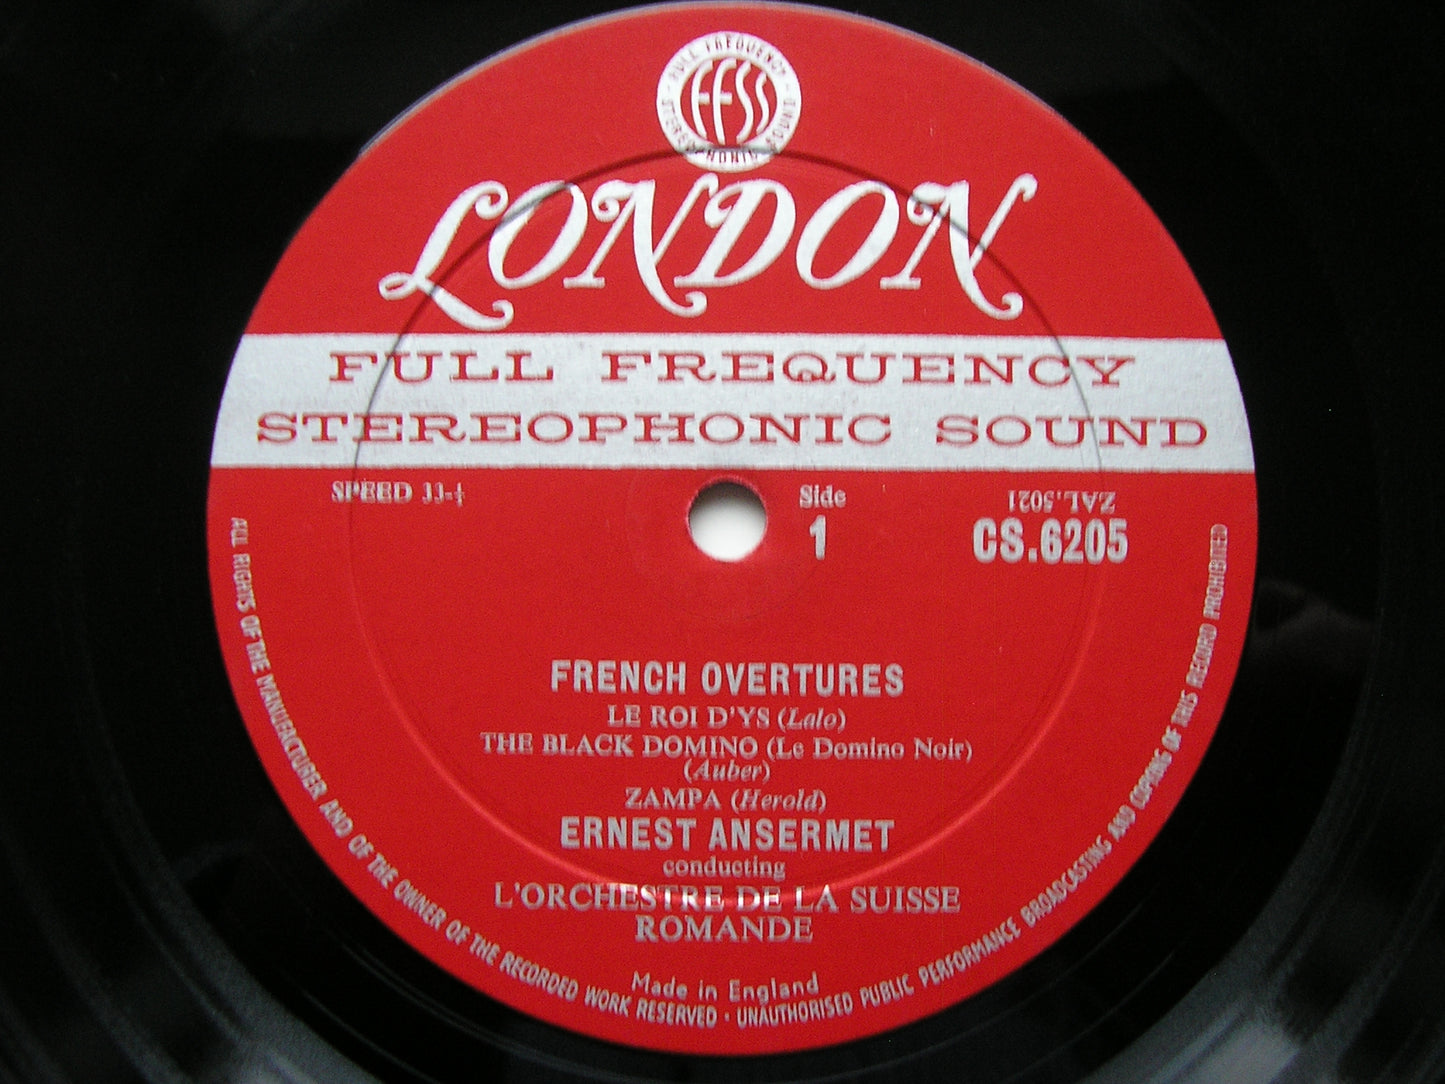 FULL FREQUENCY
STEREOPHONIC SOUND
FFSS
LONDON
FULL FREQUENCY
STEREOPHONIC SOUND
SPEED 33-⅓
Side
1
ZAL.5021
CS.6205
FRENCH OVERTURES
LE ROI D'YS (Lalo)
THE BLACK DOMINO (Le Domino Noir)
(Auber)
ZAMPA (Herold)
ERNEST ANSERMET
conducting
L'ORCHESTRE DE LA SUISSE
ROMANDE
Made in England
ALL RIGHTS OF THE MANUFACTURER AND OF THE OWNER OF THE RECORDED WORK RESERVED · UNAUTHORISED PUBLIC PERFORMANCE BROADCASTING AND COPYING OF THIS RECORD PROHIBITED